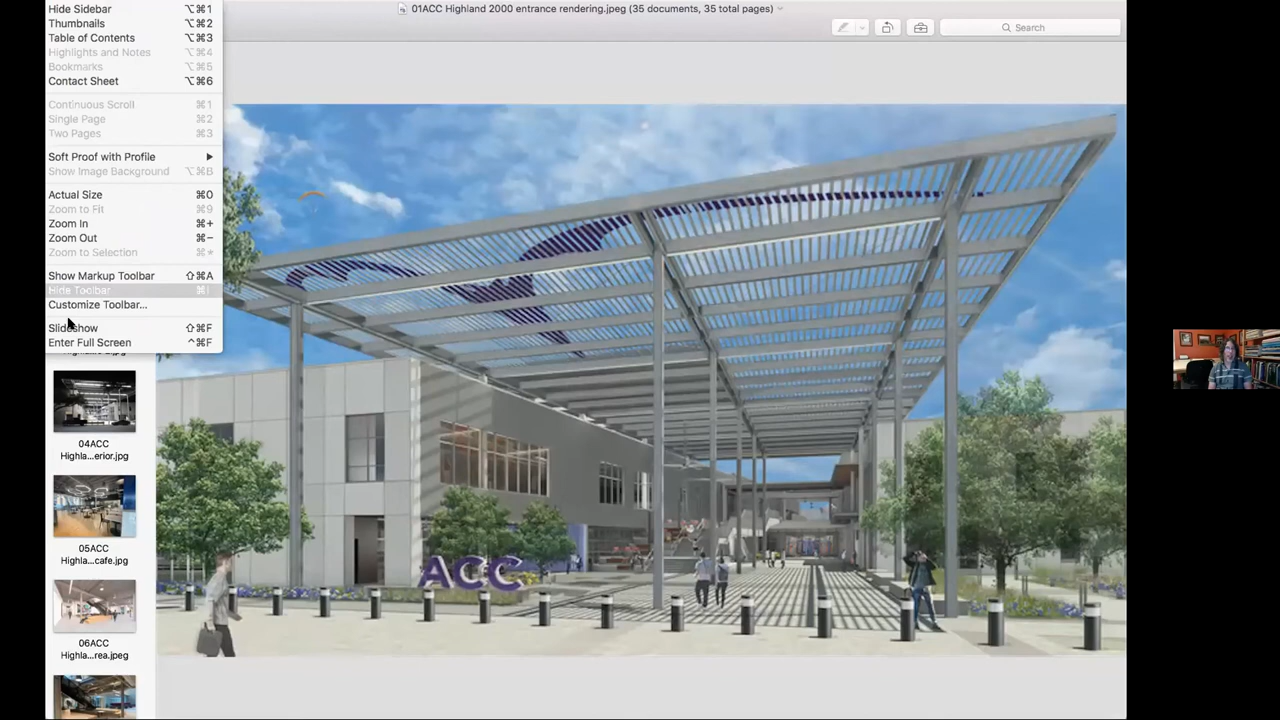 Hide Sidebar ⌥⌘1
Thumbnails ⌥⌘2
Table of Contents ⌥⌘3
Highlights and Notes ⌥⌘4
Bookmarks ⌥⌘5
Contact Sheet ⌥⌘6
Continuous Scroll ⌘1
Single Page ⌘2
Two Pages ⌘3
Soft Proof with Profile
Show Image Background ⌥⌘B
Actual Size ⌘0
Zoom to Fit ⌘9
Zoom In ⌘+
Zoom Out ⌘−
Zoom to Selection ⌘*
Show Markup Toolbar ⇧⌘A
Hide Toolbar
Customize Toolbar...
Slideshow ⇧⌘F
Enter Full Screen ^⌘F
04ACC
Highla...erior.jpg
05ACC
Highla...cafe.jpg
06ACC
Highla...rea.jpeg
01ACC Highland 2000 entrance rendering.jpeg (35 documents, 35 total pages)
Search
ACC